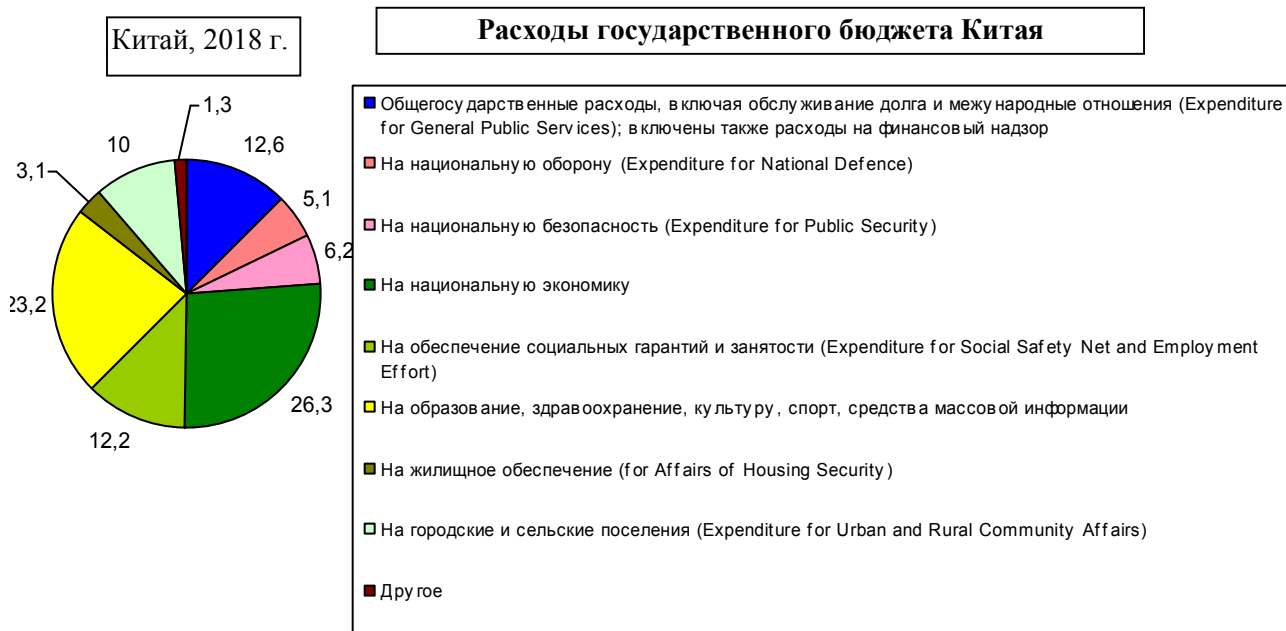 Китай, 2018 г.
Расходы государственного бюджета Китая
1,3
10
12,6
3,1
5,1
6,2
23,2
26,3
12,2
Общегосударственные расходы, включая обслуживание долга и межународные отношения (Expenditure
for General Public Services); включены также расходы на финансовый надзор
На национальную оборону (Expenditure for National Defence)
На национальную безопасность (Expenditure for Public Security)
На национальную экономику
На обеспечение социальных гарантий и занятости (Expenditure for Social Safety Net and Employment
Effort)
На образование, здравоохранение, культуру, спорт, средства массовой информации
На жилищное обеспечение (for Affairs of Housing Security)
На городские и сельские поселения (Expenditure for Urban and Rural Community Affairs)
Другое